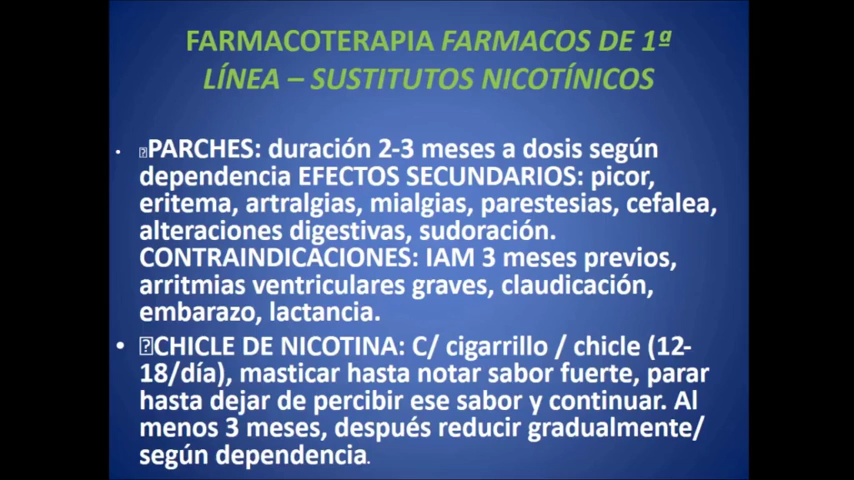 FARMACOTERAPIA FARMACOS DE 1ª
LÍNEA – SUSTITUTOS NICOTÍNICOS
• PARCHES: duración 2-3 meses a dosis según
dependencia EFECTOS SECUNDARIOS: picor,
eritema, artralgias, mialgias, parestesias, cefalea,
alteraciones digestivas, sudoración.
CONTRAINDICACIONES: IAM 3 meses previos,
arritmias ventriculares graves, claudicación,
embarazo, lactancia.
• CHICLE DE NICOTINA: C/ cigarrillo / chicle (12-
18/día), masticar hasta notar sabor fuerte, parar
hasta dejar de percibir ese sabor y continuar. Al
menos 3 meses, después reducir gradualmente/
según dependencia.